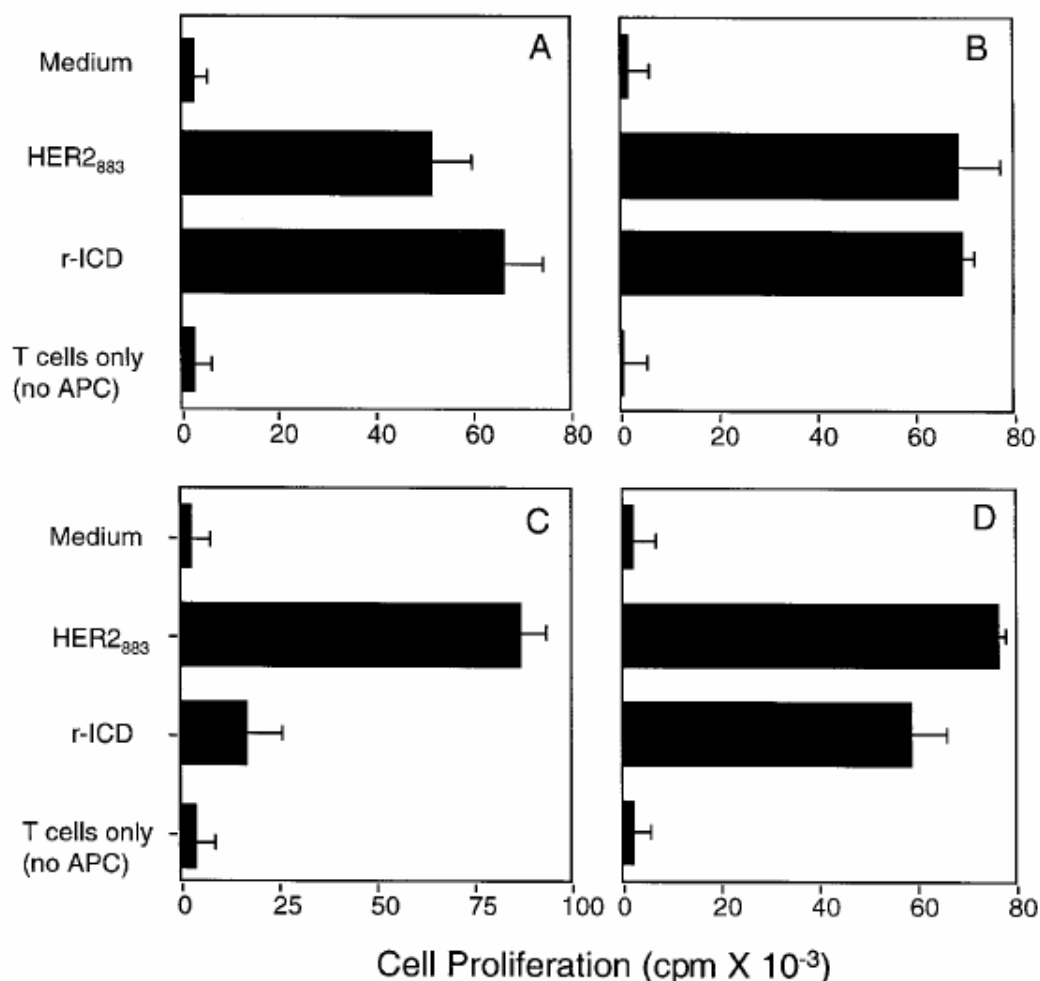 A
B
Medium
HER2₈₈₃
r-ICD
T cells only
(no APC)
0 20 40 60 80
0 20 40 60 80
C
D
Medium
HER2₈₈₃
r-ICD
T cells only
(no APC)
0 25 50 75 100
0 20 40 60 80
Cell Proliferation (cpm X 10⁻³)